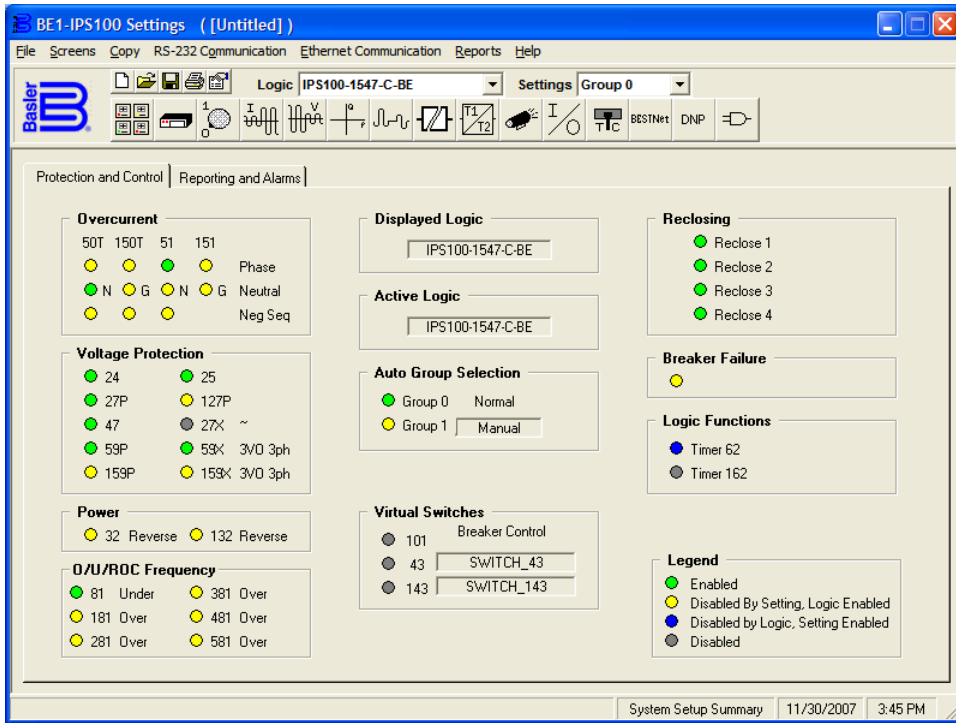 BE1-IPS100 Settings ( [Untitled] )
File Screens Copy RS-232 Communication Ethernet Communication Reports Help
Basler
Logic IPS100-1547-C-BE Settings Group 0
1 0 I V F T1 T2 I/O TTC BESTNet DNP
Protection and Control Reporting and Alarms
Overcurrent
50T 150T 51 151
Phase
N G N G Neutral
Neg Seq
Voltage Protection
24 25
27P 127P
47 27X ~
59P 59X 3V0 3ph
159P 159X 3V0 3ph
Power
32 Reverse 132 Reverse
O/U/ROC Frequency
81 Under 381 Over
181 Over 481 Over
281 Over 581 Over
Displayed Logic
IPS100-1547-C-BE
Active Logic
IPS100-1547-C-BE
Auto Group Selection
Group 0 Normal
Group 1 Manual
Virtual Switches
101 Breaker Control
43 SWITCH_43
143 SWITCH_143
Reclosing
Reclose 1
Reclose 2
Reclose 3
Reclose 4
Breaker Failure
Logic Functions
Timer 62
Timer 162
Legend
Enabled
Disabled By Setting, Logic Enabled
Disabled by Logic, Setting Enabled
Disabled
System Setup Summary 11/30/2007 3:45 PM